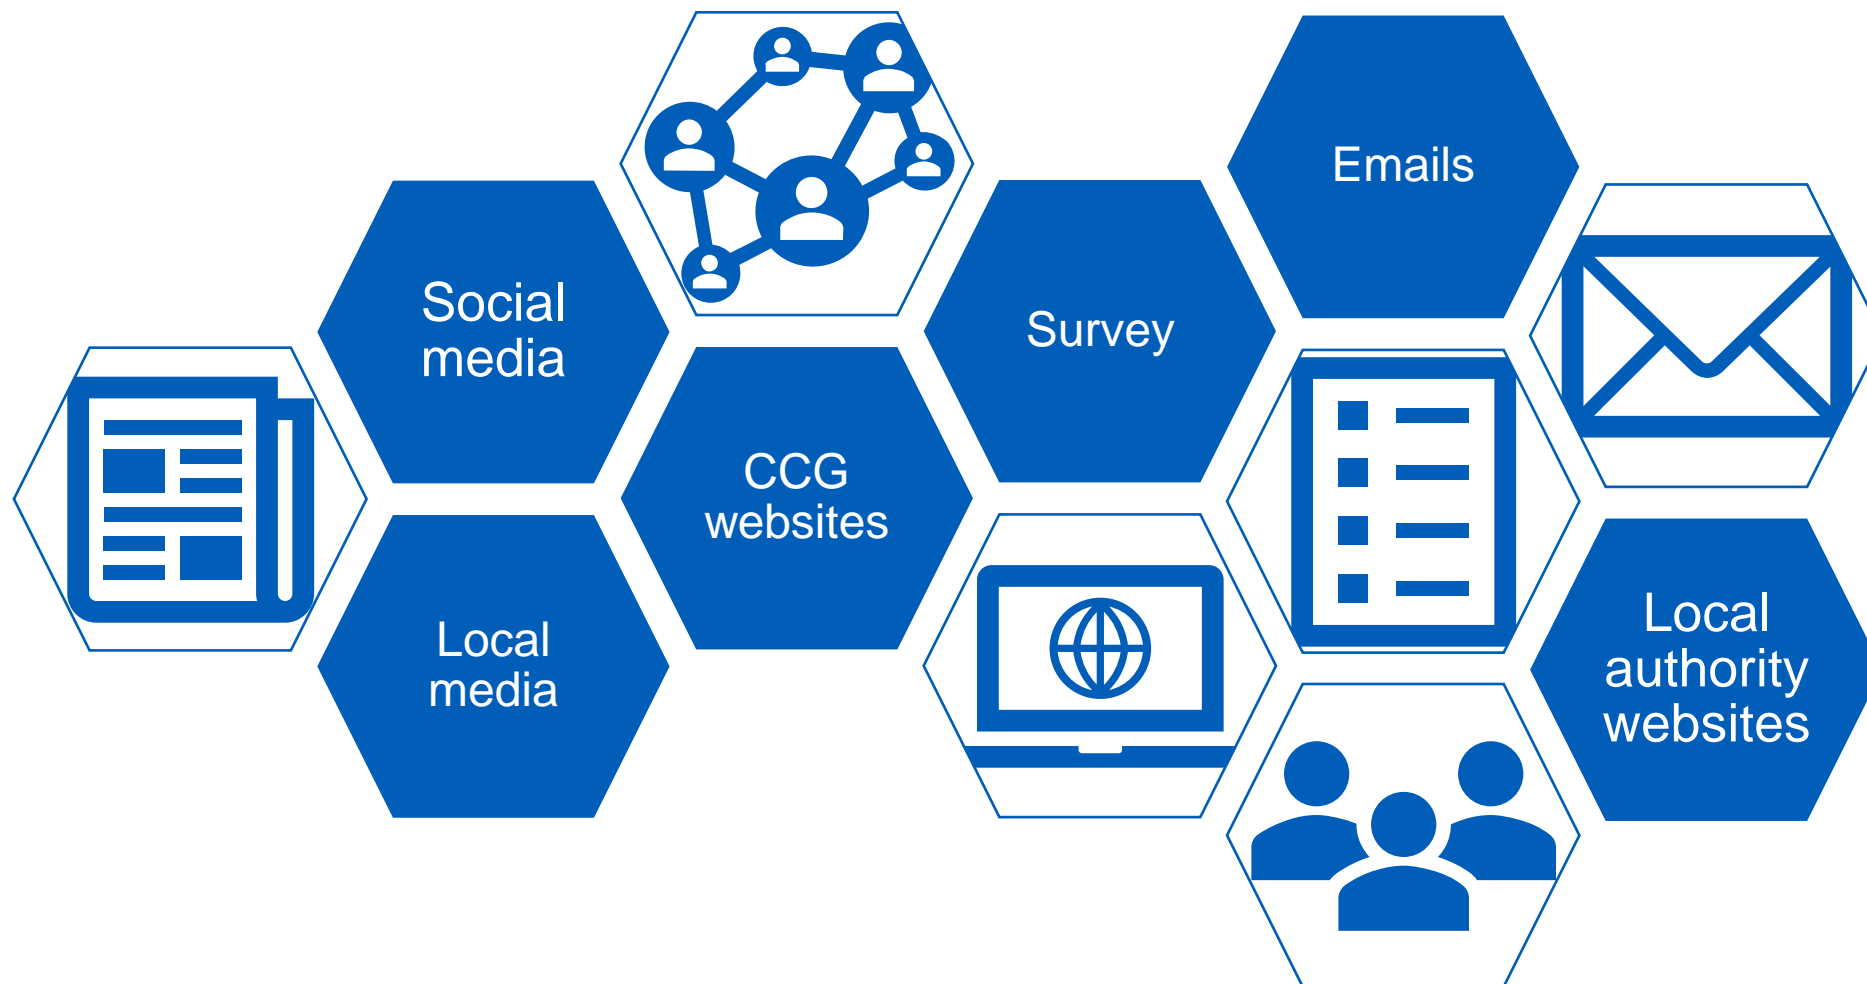 Social
media
Local
media
CCG
websites
Survey
Emails
Local
authority
websites